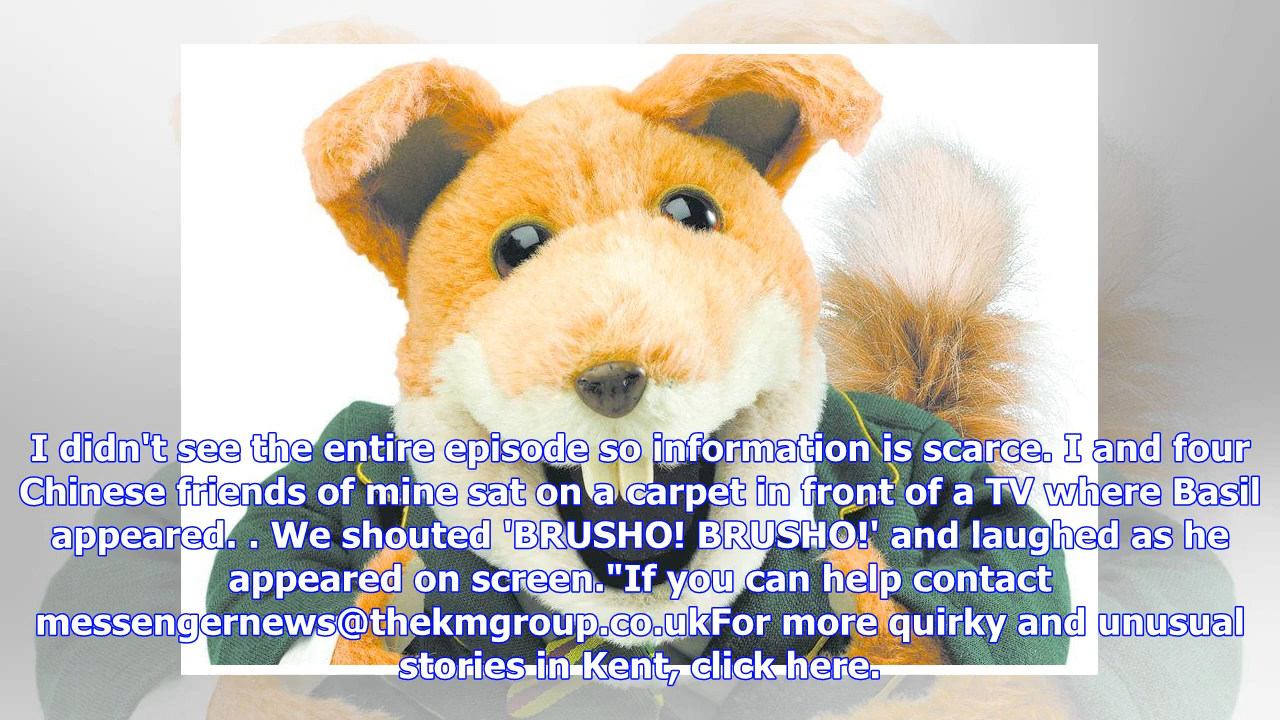 I didn't see the entire episode so information is scarce. I and four
Chinese friends of mine sat on a carpet in front of a TV where Basil
appeared. . We shouted 'BRUSHO! BRUSHO!' and laughed as he
appeared on screen."If you can help contact
messengernews@thekmgroup.co.ukFor more quirky and unusual
stories in Kent, click here.